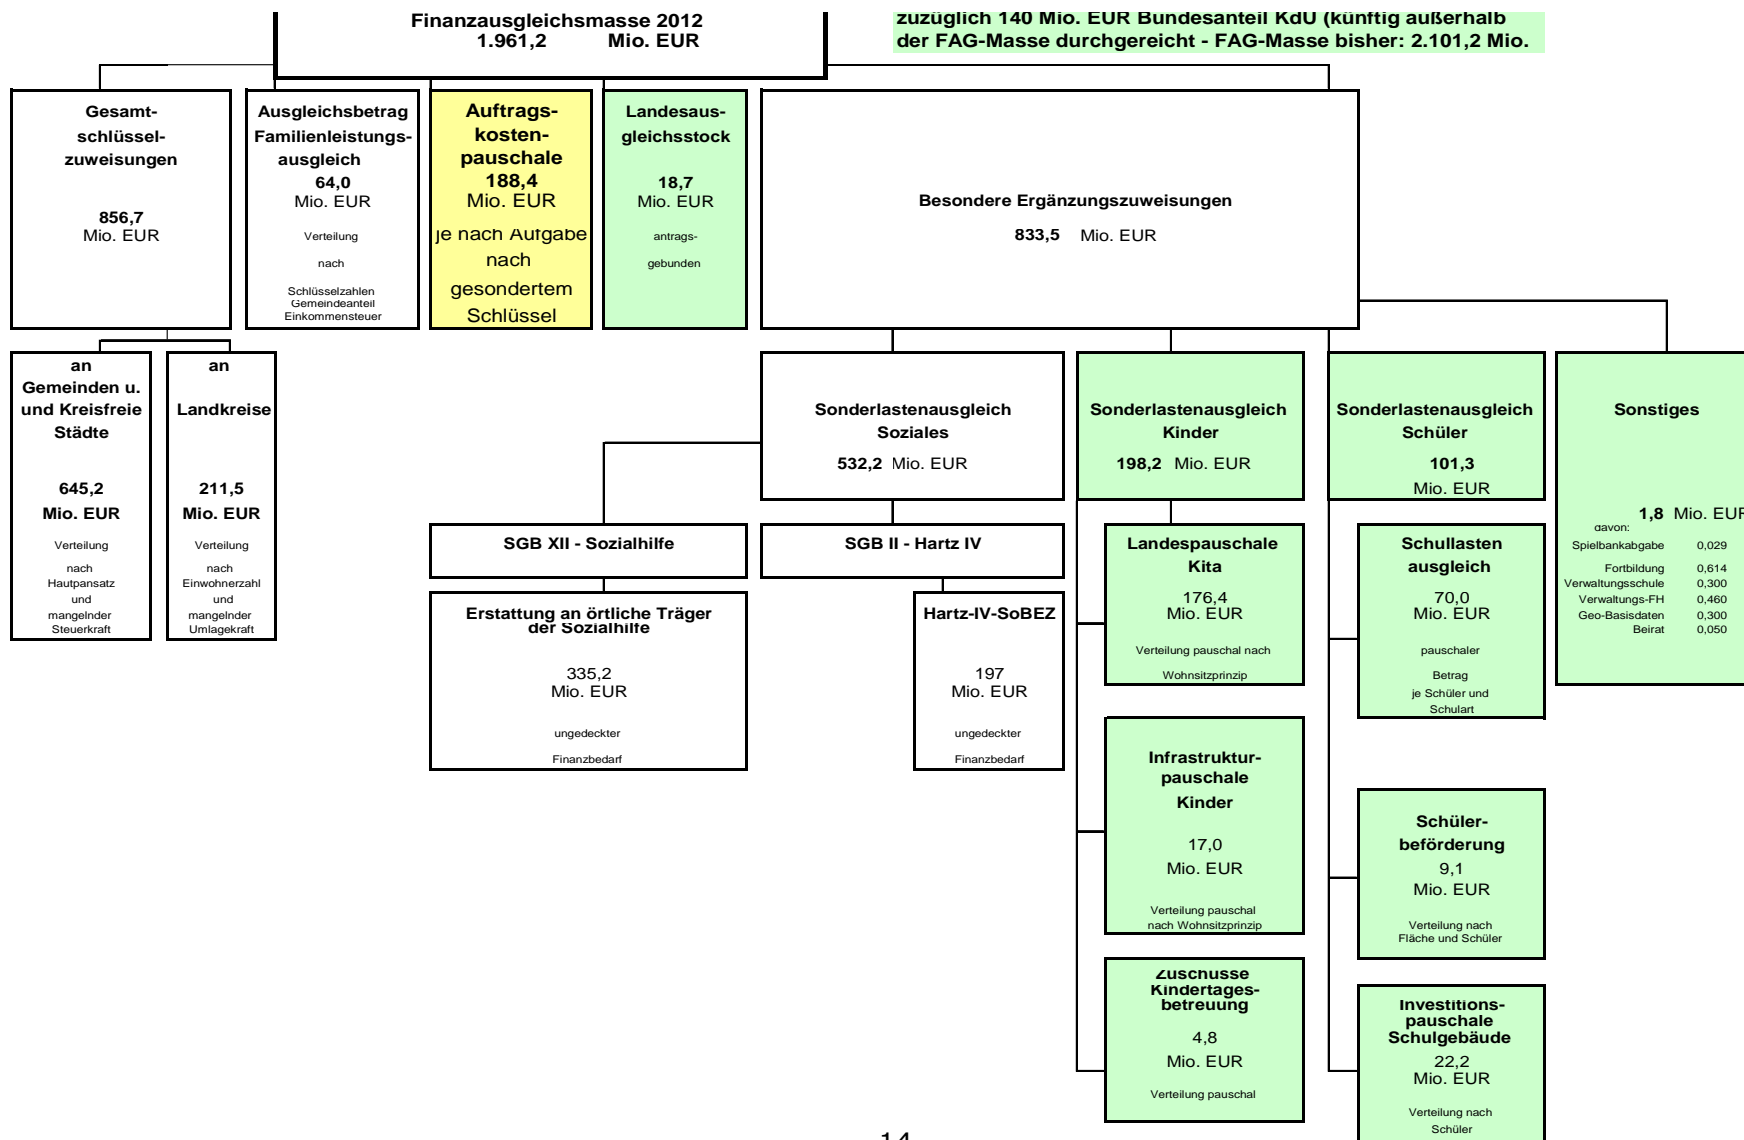 Finanzausgleichsmasse 2012
1.961,2 Mio. EUR
zuzüglich 140 Mio. EUR Bundesanteil KdU (künftig außerhalb
der FAG-Masse durchgereicht - FAG-Masse bisher: 2.101,2 Mio.
Gesamt-
schlüssel-
zuweisungen
856,7
Mio. EUR
Ausgleichsbetrag
Familienleistungs-
ausgleich
64,0
Mio. EUR
Verteilung
nach
Schlüsselzahlen
Gemeindeanteil
Einkommensteuer
Auftrags-
kosten-
pauschale
188,4
Mio. EUR
je nach Aufgabe
nach
gesondertem
Schlüssel
Landesaus-
gleichsstock
18,7
Mio. EUR
antrags-
gebunden
Besondere Ergänzungszuweisungen
833,5 Mio. EUR
an
Gemeinden u.
und Kreisfreie
Städte
645,2
Mio. EUR
Verteilung
nach
Hautpansatz
und
mangelnder
Steuerkraft
an
Landkreise
211,5
Mio. EUR
Verteilung
nach
Einwohnerzahl
und
mangelnder
Umlagekraft
Sonderlastenausgleich
Soziales
532,2 Mio. EUR
Sonderlastenausgleich
Kinder
198,2 Mio. EUR
Sonderlastenausgleich
Schüler
101,3
Mio. EUR
Sonstiges
1,8 Mio. EUR
davon:
Spielbankabgabe 0,029
Fortbildung 0,614
Verwaltungsschule 0,300
Verwaltungs-FH 0,460
Geo-Basisdaten 0,300
Beirat 0,050
SGB XII - Sozialhilfe
SGB II - Hartz IV
Erstattung an örtliche Träger
der Sozialhilfe
335,2
Mio. EUR
ungedeckter
Finanzbedarf
Hartz-IV-SoBEZ
197
Mio. EUR
ungedeckter
Finanzbedarf
Landespauschale
Kita
176,4
Mio. EUR
Verteilung pauschal nach
Wohnsitzprinzip
Infrastruktur-
pauschale
Kinder
17,0
Mio. EUR
Verteilung pauschal
nach Wohnsitzprinzip
Zuschüsse
Kindertages-
betreuung
4,8
Mio. EUR
Verteilung pauschal
Schullasten
ausgleich
70,0
Mio. EUR
pauschaler
Betrag
je Schüler und
Schulart
Schüler-
beförderung
9,1
Mio. EUR
Verteilung nach
Fläche und Schüler
Investitions-
pauschale
Schulgebäude
22,2
Mio. EUR
Verteilung nach
Schüler
14